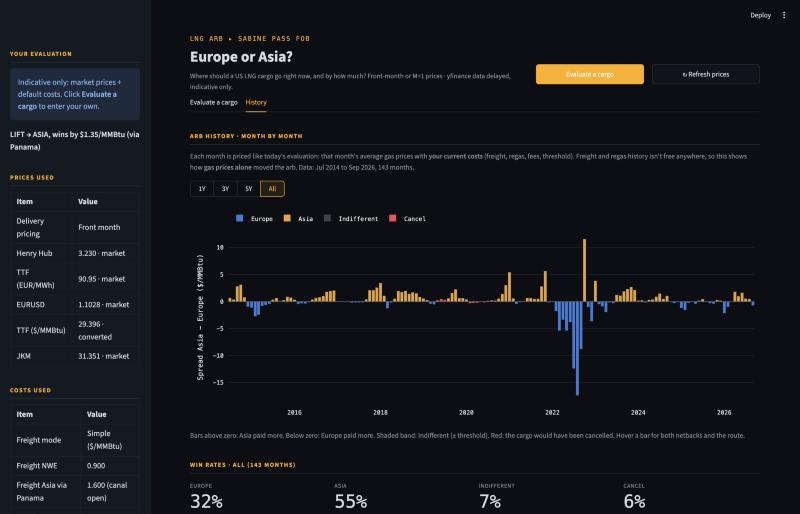 Deploy
YOUR EVALUATION
Indicative only: market prices +
default costs. Click Evaluate a
cargo to enter your own.
LIFT → ASIA, wins by $1.35/MMBtu (via
Panama)
PRICES USED
Item Value
Delivery
pricing Front month
Henry Hub 3.230 · market
TTF
(EUR/MWh) 90.95 · market
EURUSD 1.1028 · market
TTF ($/MMBtu) 29.396 ·
converted
JKM 31.351 · market
COSTS USED
Item Value
Freight mode Simple
($/MMBtu)
Freight NWE 0.900
Freight Asia via
Panama 1.600 (canal
open)
LNG ARB ▸ SABINE PASS FOB
Europe or Asia?
Where should a US LNG cargo go right now, and by how much? Front-month or M+1 prices · yfinance data delayed,
indicative only.
Evaluate a cargo
↻ Refresh prices
Evaluate a cargo History
ARB HISTORY · MONTH BY MONTH
Each month is priced like today's evaluation: that month's average gas prices with your current costs (freight, regas, fees, threshold). Freight and regas history isn't free anywhere, so this shows
how gas prices alone moved the arb. Data: Jul 2014 to Sep 2026, 143 months.
1Y 3Y 5Y All
Europe Asia Indifferent Cancel
Spread Asia − Europe ($/MMBtu)
10
5
0
−5
−10
−15
2016 2018 2020 2022 2024 2026
Bars above zero: Asia paid more. Below zero: Europe paid more. Shaded band: Indifferent (± threshold). Red: the cargo would have been cancelled. Hover a bar for both netbacks and the route.
WIN RATES · ALL (143 MONTHS)
EUROPE ASIA INDIFFERENT CANCEL
32% 55% 7% 6%